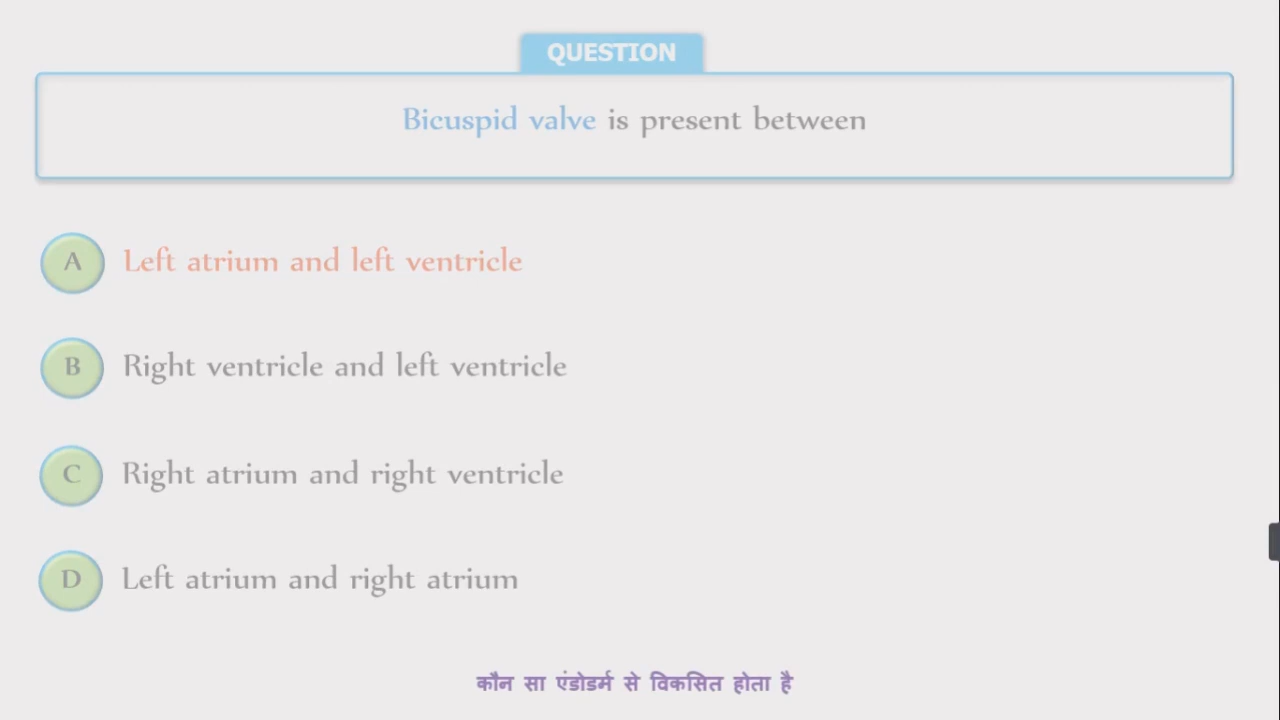 QUESTION
Bicuspid valve is present between
A Left atrium and left ventricle
B Right ventricle and left ventricle
C Right atrium and right ventricle
D Left atrium and right atrium
कौन सा एंडोडर्म से विकसित होता है